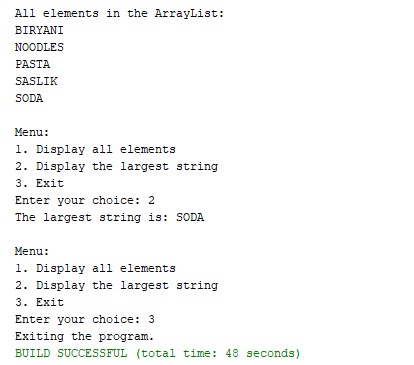 All elements in the ArrayList:
BIRYANI
NOODLES
PASTA
SASLIK
SODA
Menu:
1. Display all elements
2. Display the largest string
3. Exit
Enter your choice: 2
The largest string is: SODA
Menu:
1. Display all elements
2. Display the largest string
3. Exit
Enter your choice: 3
Exiting the program.
BUILD SUCCESSFUL (total time: 48 seconds)